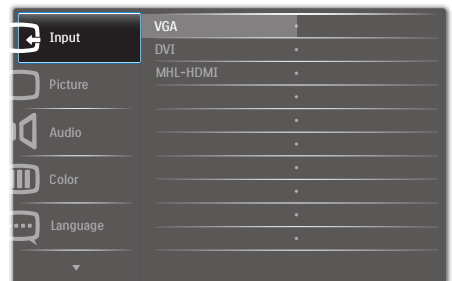 Input
VGA
DVI
MHL-HDMI
Picture
Audio
Color
Language